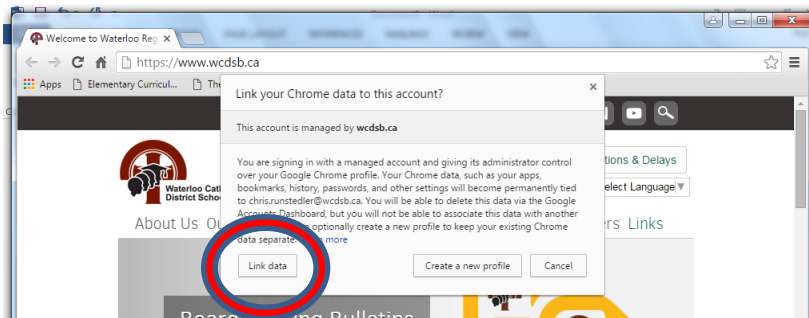 Welcome to Waterloo Reg
https://www.wcdsb.ca
Apps Elementary Curricul... The
Link your Chrome data to this account?
This account is managed by wcdsb.ca
You are signing in with a managed account and giving its administrator control
over your Google Chrome profile. Your Chrome data, such as your apps,
bookmarks, history, passwords, and other settings will become permanently tied
to chris.runstedler@wcdsb.ca. You will be able to delete this data via the Google
Accounts Dashboard, but you will not be able to associate this data with another
optionally create a new profile to keep your existing Chrome
data separate. more
Link data
Create a new profile
Cancel
Waterloo Cat
District Schoo
tions & Delays
elect Language
About Us Ou
ers Links
Boar ng Bulletins